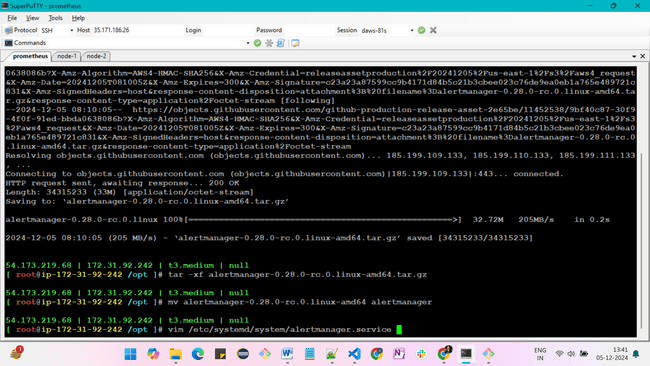 SuperPuTTY - prometheus
File View Tools Help
Protocol SSH Host 35.171.186.26 Login Password Session daws-81s
Commands
prometheus node-1 node-2
0638086b?X-Amz-Algorithm=AWS4-HMAC-SHA256&X-Amz-Credential=releaseassetproduction%2F20241205%2Fus-east-1%2Fs3%2Faws4_request
&X-Amz-Date=20241205T081005Z&X-Amz-Expires=300&X-Amz-Signature=c23a23a87599cc9b4171d84b5c21b3cbee023c76de9ea0eb1a765e489721c
831&X-Amz-SignedHeaders=host&response-content-disposition=attachment%3B%20filename%3Dalertmanager-0.28.0-rc.0.linux-amd64.ta
r.gz&response-content-type=application%2Foctet-stream [following]
--2024-12-05 08:10:05-- https://objects.githubusercontent.com/github-production-release-asset-2e65be/11452538/9bf40c87-30f9
-4f0f-91ed-bbda0638086b?X-Amz-Algorithm=AWS4-HMAC-SHA256&X-Amz-Credential=releaseassetproduction%2F20241205%2Fus-east-1%2Fs
3%2Faws4_request&X-Amz-Date=20241205T081005Z&X-Amz-Expires=300&X-Amz-Signature=c23a23a87599cc9b4171d84b5c21b3cbee023c76de9ea0
eb1a765e489721c831&X-Amz-SignedHeaders=host&response-content-disposition=attachment%3B%20filename%3Dalertmanager-0.28.0-rc.0
.linux-amd64.tar.gz&response-content-type=application%2Foctet-stream
Resolving objects.githubusercontent.com (objects.githubusercontent.com)... 185.199.109.133, 185.199.110.133, 185.199.111.133
, ...
Connecting to objects.githubusercontent.com (objects.githubusercontent.com)|185.199.109.133|:443... connected.
HTTP request sent, awaiting response... 200 OK
Length: 34315233 (33M) [application/octet-stream]
Saving to: ‘alertmanager-0.28.0-rc.0.linux-amd64.tar.gz’
alertmanager-0.28.0-rc.0.linux 100%[===================================================>] 32.72M 205MB/s in 0.2s
2024-12-05 08:10:05 (205 MB/s) - ‘alertmanager-0.28.0-rc.0.linux-amd64.tar.gz’ saved [34315233/34315233]
54.173.219.68 | 172.31.92.242 | t3.medium | null
[ root@ip-172-31-92-242 /opt ]# tar -xf alertmanager-0.28.0-rc.0.linux-amd64.tar.gz
54.173.219.68 | 172.31.92.242 | t3.medium | null
[ root@ip-172-31-92-242 /opt ]# mv alertmanager-0.28.0-rc.0.linux-amd64 alertmanager
54.173.219.68 | 172.31.92.242 | t3.medium | null
[ root@ip-172-31-92-242 /opt ]# vim /etc/systemd/system/alertmanager.service
ENG 13:41
IN 05-12-2024